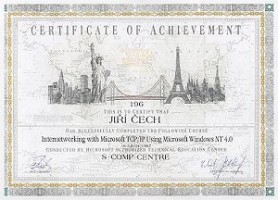 CERTIFICATE OF ACHIEVEMENT
196
THIS IS TO CERTIFY THAT
JIŘÍ ČECH
HAS SUCCESSFULLY COMPLETED THE FOLLOWING COURSE
Internetworking with Microsoft TCP/IP Using Microsoft Windows NT 4.0
CONDUCTED BY MICROSOFT AUTHORIZED TECHNICAL EDUCATION CENTER
S-COMP CENTRE